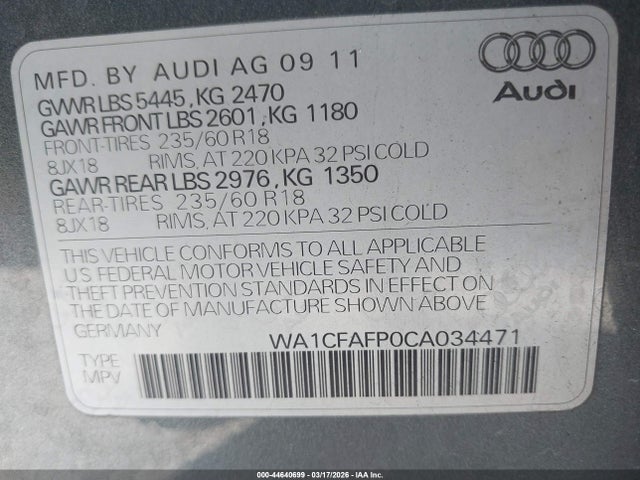 MFD. BY AUDI AG 09 11
GVWR LBS 5445, KG 2470
GAWR FRONT LBS 2601, KG 1180
FRONT-TIRES 235/60 R18
8JX18 RIMS, AT 220 KPA 32 PSI COLD
GAWR REAR LBS 2976, KG 1350
REAR-TIRES 235/60 R18
8JX18 RIMS, AT 220 KPA 32 PSI COLD
Audi
THIS VEHICLE CONFORMS TO ALL APPLICABLE
US FEDERAL MOTOR VEHICLE SAFETY AND
THEFT PREVENTION STANDARDS IN EFFECT ON
THE DATE OF MANUFACTURE SHOWN ABOVE
GERMANY
WA1CFAFP0CA034471
TYPE
MPV
Audi
000-44640699 - 03/17/2026 - IAA Inc.